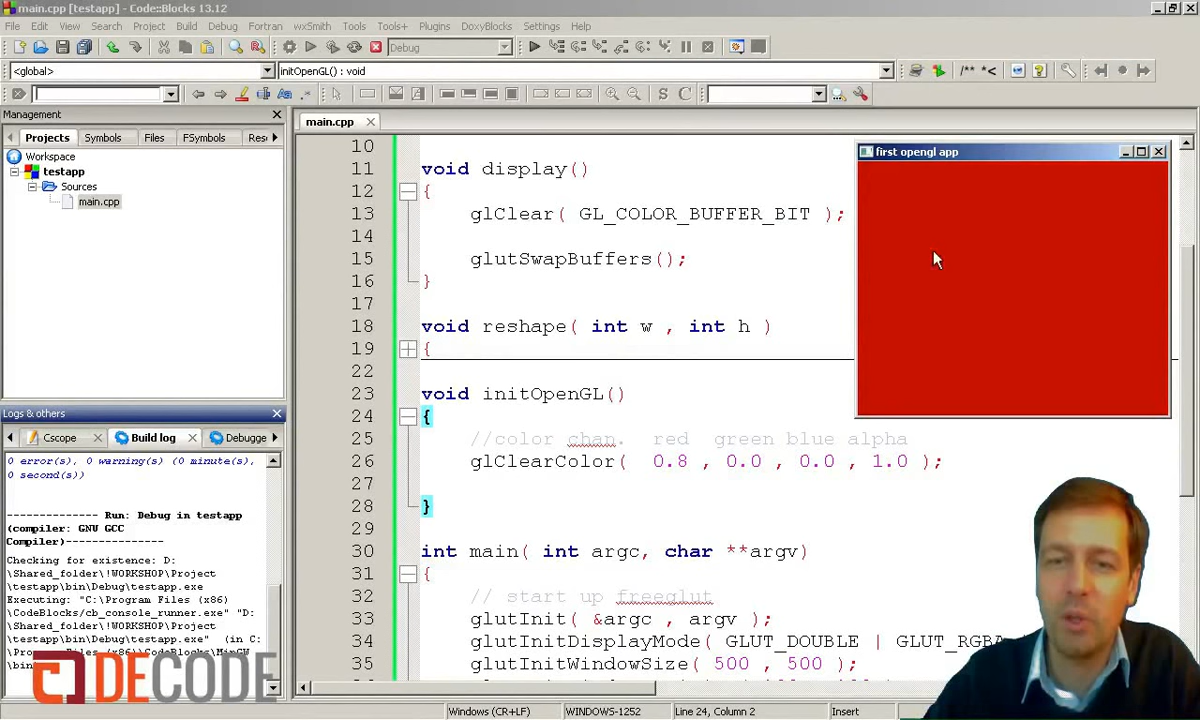 main.cpp [testapp] - Code::Blocks 13.12
File Edit View Search Project Build Debug Fortran wxSmith Tools Tools+ Plugins DoxyBlocks Settings Help
Debug
<global>
initOpenGL() : void
/** *<
S C
Management
main.cpp
Projects Symbols Files FSymbols Res
Workspace
testapp
Sources
main.cpp
10
11 void display()
12 {
13 glClear( GL_COLOR_BUFFER_BIT );
14
15 glutSwapBuffers();
16 }
17
18 void reshape( int w , int h )
19 {
22
23 void initOpenGL()
24 {
25 //color chan. red green blue alpha
26 glClearColor( 0.8 , 0.0 , 0.0 , 1.0 );
27
28 }
29
30 int main( int argc, char **argv)
31 {
32 // start up freeglut
33 glutInit( &argc , argv );
34 glutInitDisplayMode( GLUT_DOUBLE | GLUT_RGBA
35 glutInitWindowSize( 500 , 500 );
first opengl app
Logs & others
Cscope Build log Debugge
0 error(s), 0 warning(s) (0 minute(s),
0 second(s))
-------------- Run: Debug in testapp
(compiler: GNU GCC
Compiler)---------------
Checking for existence: D:
\Shared_folder\!WORKSHOP\Project
\testapp\bin\Debug\testapp.exe
Executing: "C:\Program Files (x86)
\CodeBlocks/cb_console_runner.exe" "D:
\Shared_folder\!WORKSHOP\Project
\testapp\bin\Debug\testapp.exe" (in C:
DECODE
Windows (CR+LF) WINDOWS-1252 Line 24, Column 2 Insert